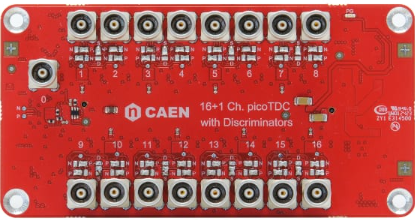 PG
1 2 3 4 5 6 7 8
0
CAEN
16+1 Ch. picoTDC
with Discriminators
9 10 11 12 13 14 15 16